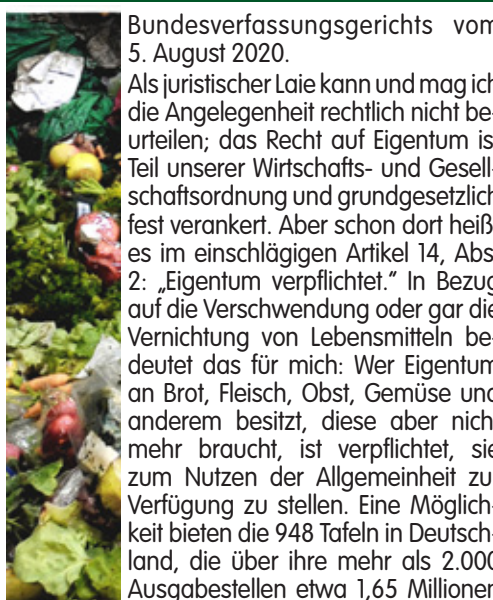 Bundesverfassungsgerichts vom
5. August 2020.
Als juristischer Laie kann und mag ich
die Angelegenheit rechtlich nicht be-
urteilen; das Recht auf Eigentum is
Teil unserer Wirtschafts- und Gesell-
schaftsordnung und grundgesetzlich
fest verankert. Aber schon dort heiß
es im einschlägigen Artikel 14, Abs
2: „Eigentum verpflichtet.“ In Bezug
auf die Verschwendung oder gar die
Vernichtung von Lebensmitteln be-
deutet das für mich: Wer Eigentum
an Brot, Fleisch, Obst, Gemüse und
anderem besitzt, diese aber nich
mehr braucht, ist verpflichtet, sie
zum Nutzen der Allgemeinheit zu
Verfügung zu stellen. Eine Möglich-
keit bieten die 948 Tafeln in Deutsch-
land, die über ihre mehr als 2.000
Ausgabestellen etwa 1,65 Millionen